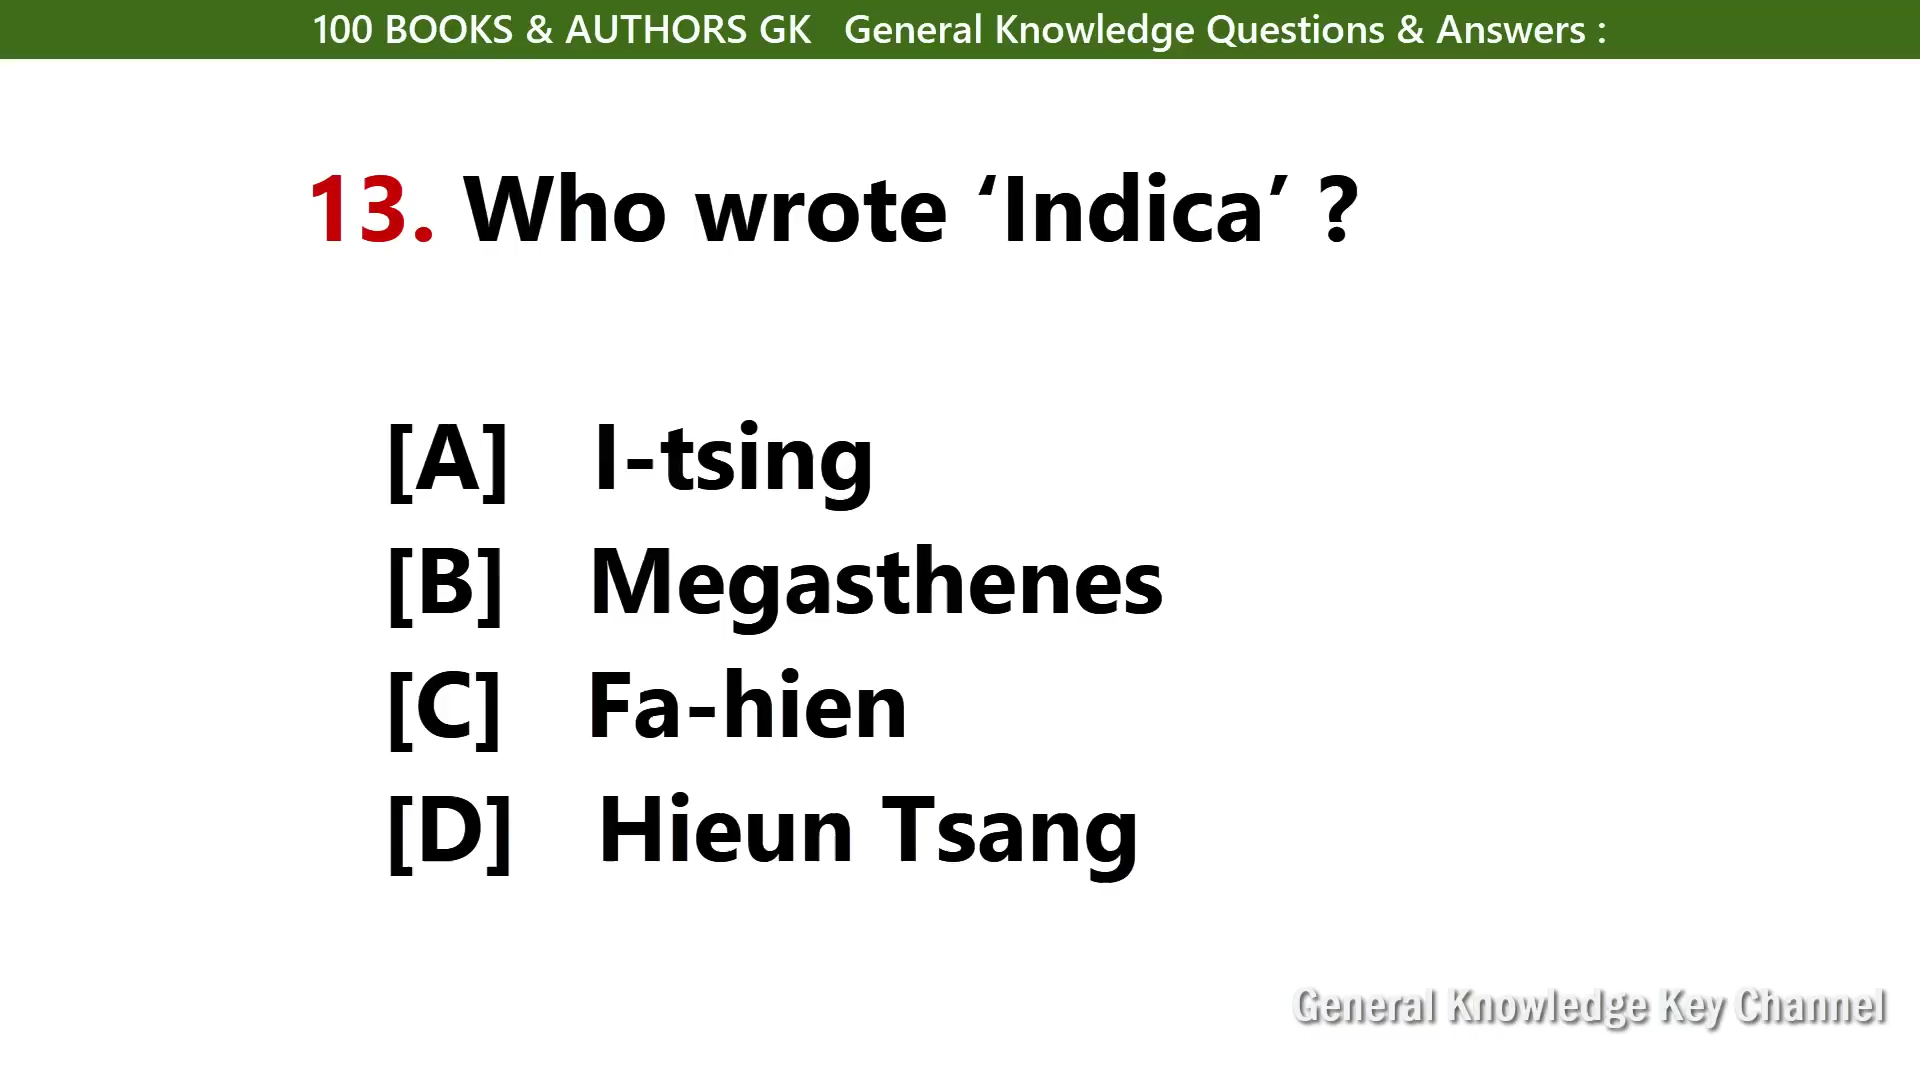 100 BOOKS & AUTHORS GK General Knowledge Questions & Answers :
13. Who wrote ‘Indica’ ?
[A] I-tsing
[B] Megasthenes
[C] Fa-hien
[D] Hieun Tsang
General Knowledge Key Channel